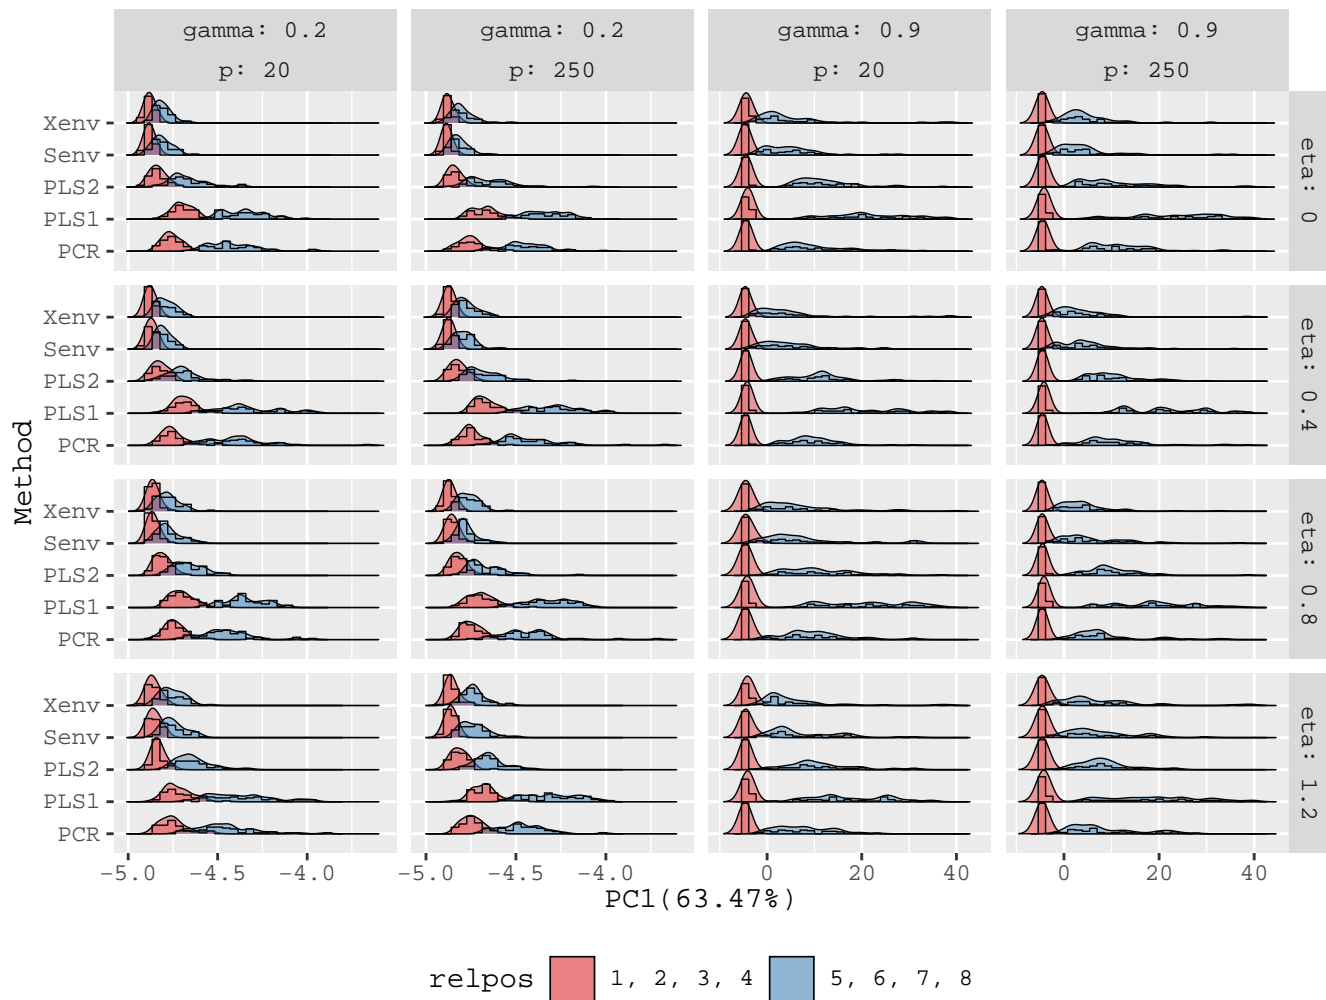 gamma: 0.2
gamma: 0.2
gamma: 0.9
gamma: 0.9
p: 20
p: 250
p: 20
p: 250
Method
Xenv
Senv
PLS2
PLS1
PCR
eta: 0
Xenv
Senv
PLS2
PLS1
PCR
eta: 0.4
Xenv
Senv
PLS2
PLS1
PCR
eta: 0.8
Xenv
Senv
PLS2
PLS1
PCR
eta: 1.2
-5.0 -4.5 -4.0
-5.0 -4.5 -4.0
0 20 40
0 20 40
PC1(63.47%)
relpos 1, 2, 3, 4 5, 6, 7, 8